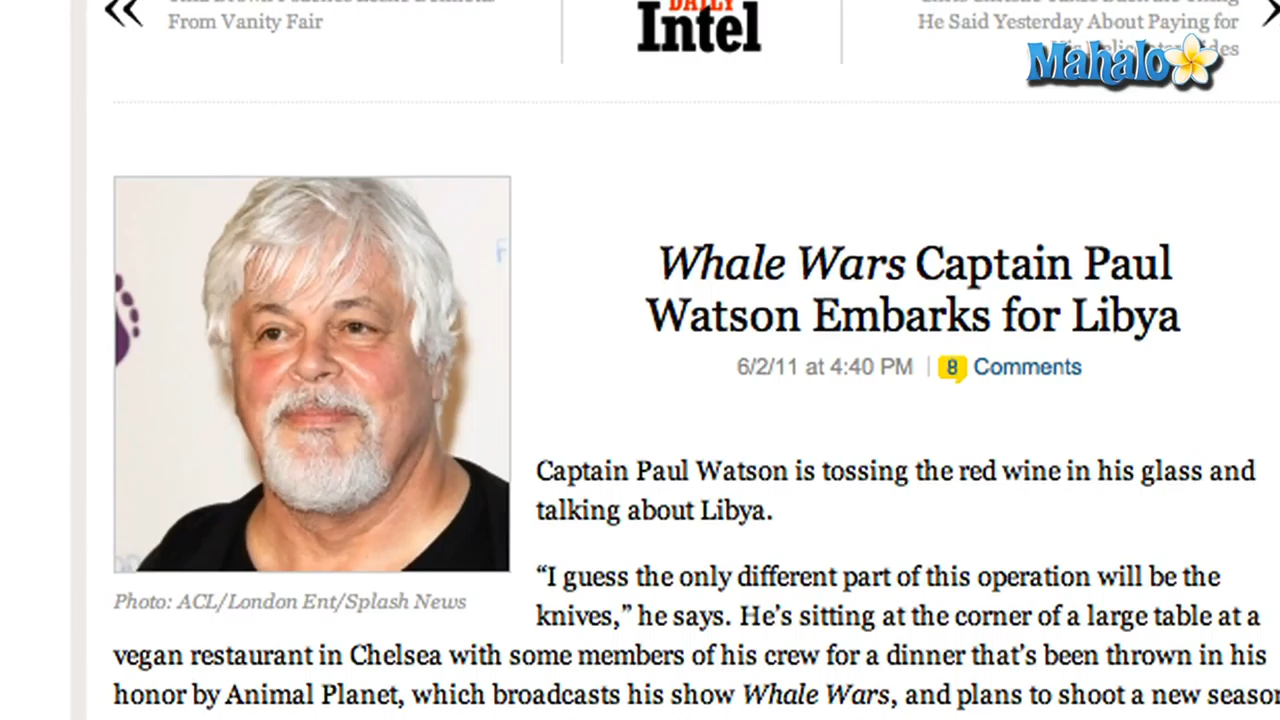 From Vanity Fair
DAILY
Intel
He Said Yesterday About Paying for
Mahalo
Whale Wars Captain Paul
Watson Embarks for Libya
6/2/11 at 4:40 PM | 8 Comments
Captain Paul Watson is tossing the red wine in his glass and
talking about Libya.
“I guess the only different part of this operation will be the
knives,” he says. He’s sitting at the corner of a large table at a
Photo: ACL/London Ent/Splash News
vegan restaurant in Chelsea with some members of his crew for a dinner that’s been thrown in his
honor by Animal Planet, which broadcasts his show Whale Wars, and plans to shoot a new season